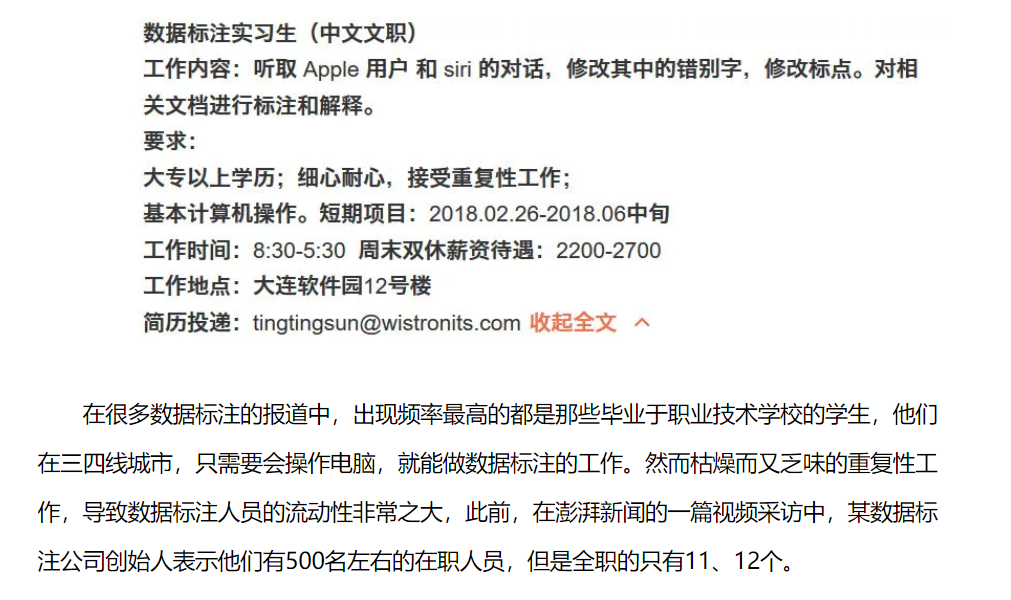 数据标注实习生（中文文职）
工作内容：听取 Apple 用户 和 siri 的对话，修改其中的错别字，修改标点。对相
关文档进行标注和解释。
要求：
大专以上学历；细心耐心，接受重复性工作；
基本计算机操作。短期项目：2018.02.26-2018.06中旬
工作时间：8:30-5:30 周末双休薪资待遇：2200-2700
工作地点：大连软件园12号楼
简历投递：tingtingsun@wistronits.com 收起全文
在很多数据标注的报道中，出现频率最高的都是那些毕业于职业技术学校的学生，他们
在三四线城市，只需要会操作电脑，就能做数据标注的工作。然而枯燥而又乏味的重复性工
作，导致数据标注人员的流动性非常之大，此前，在澎湃新闻的一篇视频采访中，某数据标
注公司创始人表示他们有500名左右的在职人员，但是全职的只有11、12个。